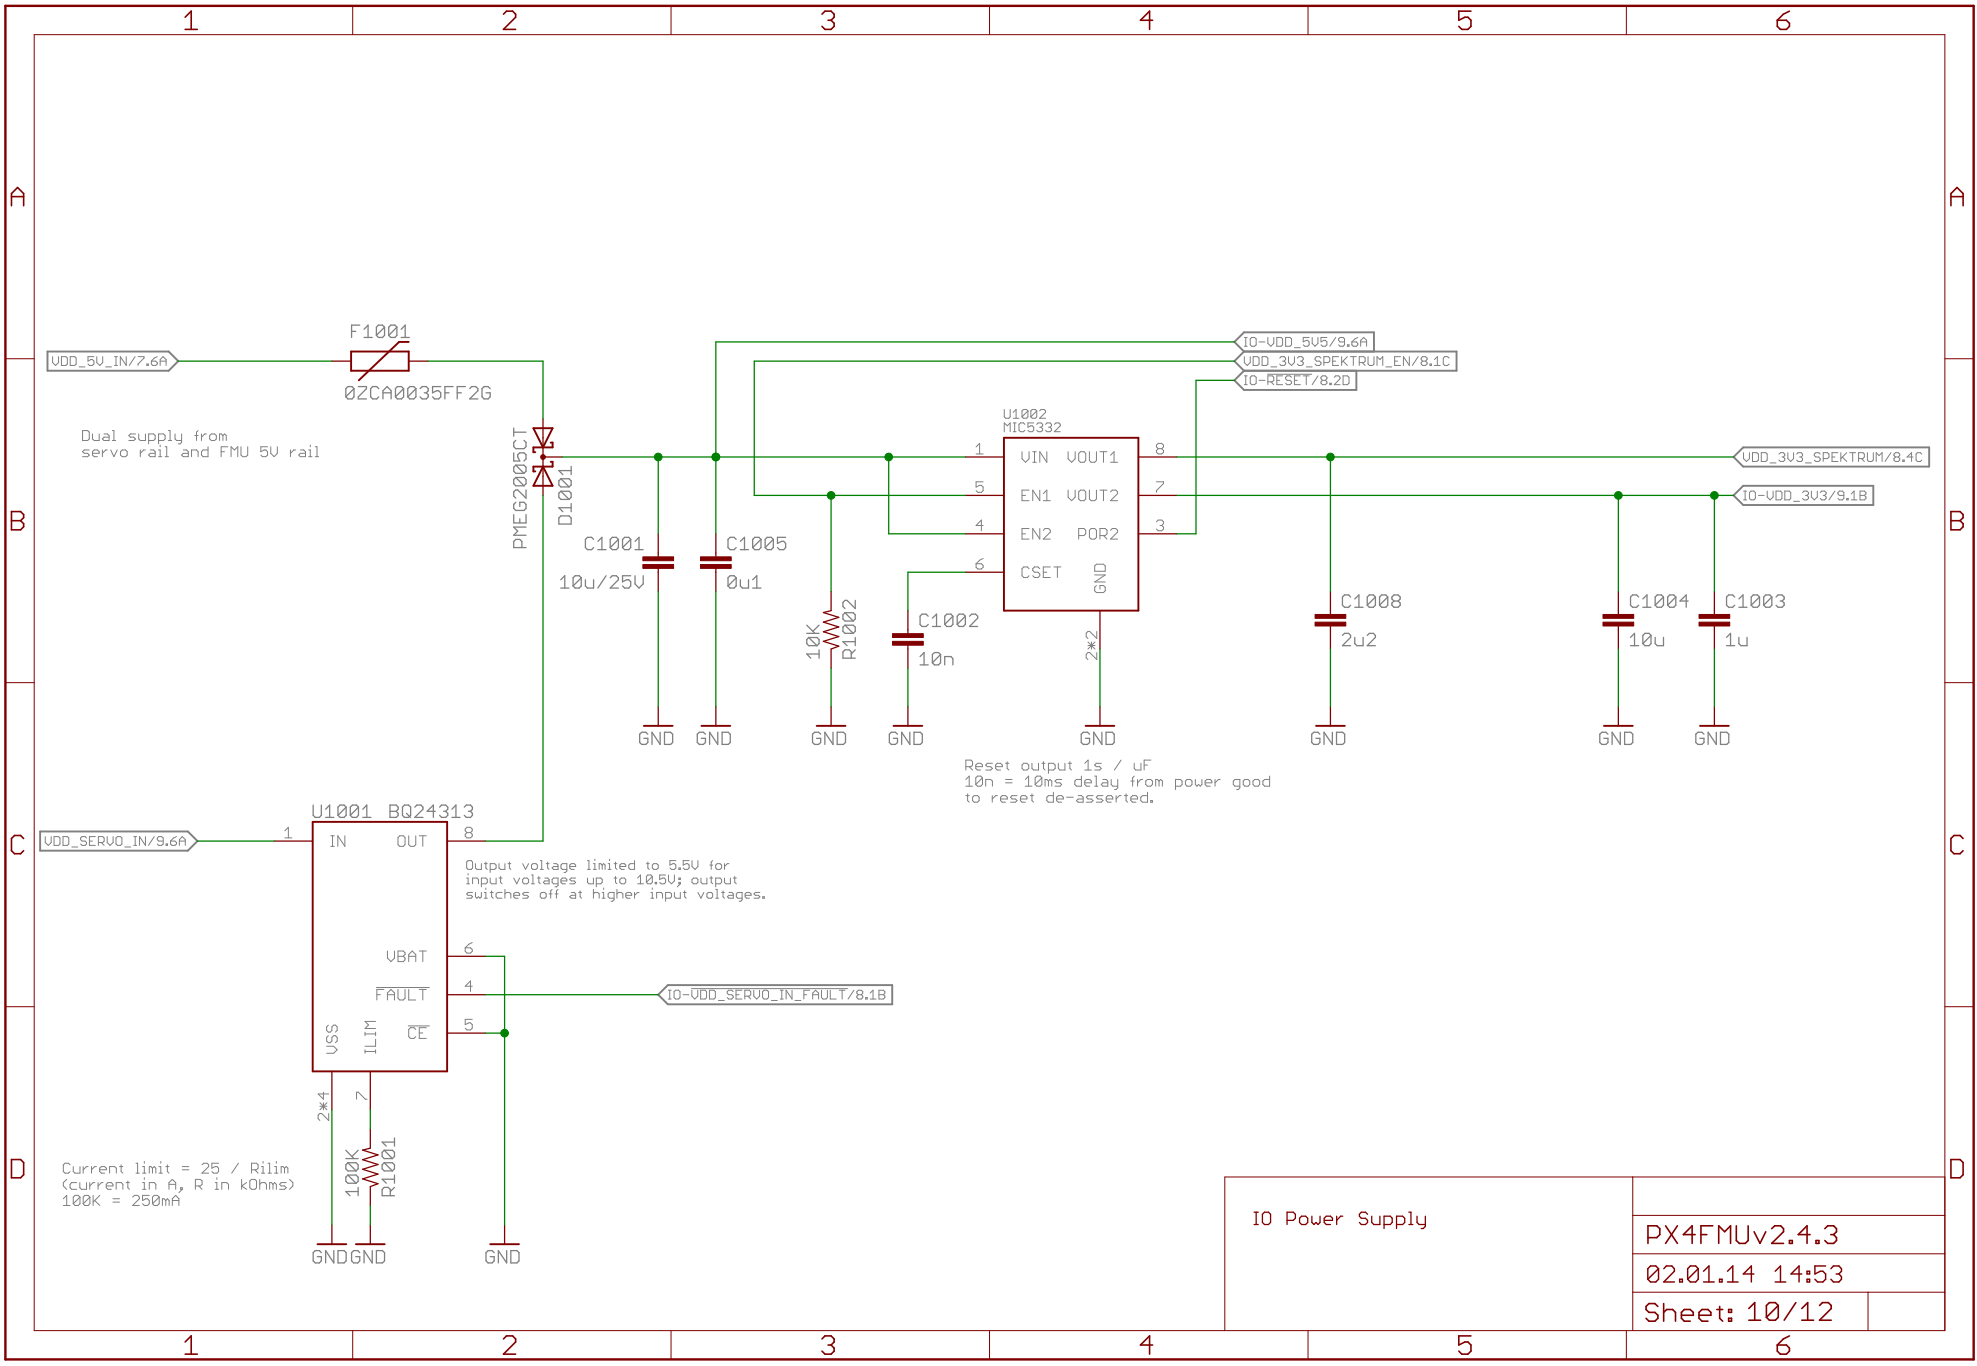 1 2 3 4 5 6
A A
F1001
VDD_5V_IN/7.6A
0ZCA0035FF2G
IO-VDD_5V5/9.6A
VDD_3V3_SPEKTRUM_EN/8.1C
IO-RESET/8.2D
Dual supply from
servo rail and FMU 5V rail
PMEG2005CT
D1001
U1002
MIC5332
1 VIN VOUT1 8
5 EN1 VOUT2 7
4 EN2 POR2 3
6 CSET
GND
2*2
VDD_3V3_SPEKTRUM/8.4C
IO-VDD_3V3/9.1B
B B
C1001
10u/25V
C1005
0u1
10K
R1002
C1002
10n
C1008
2u2
C1004
10u
C1003
1u
GND GND GND GND GND GND GND GND
Reset output 1s / uF
10n = 10ms delay from power good
to reset de-asserted.
U1001 BQ24313
C C
VDD_SERVO_IN/9.6A
1 IN OUT 8
Output voltage limited to 5.5V for
input voltages up to 10.5V; output
switches off at higher input voltages.
VBAT 6
FAULT 4
IO-VDD_SERVO_IN_FAULT/8.1B
CE 5
VSS
ILIM
2*4
7
100K
R1001
D D
Current limit = 25 / Rilim
(current in A, R in kOhms)
100K = 250mA
GND GND GND
IO Power Supply
PX4FMUv2.4.3
02.01.14 14:53
Sheet: 10/12
1 2 3 4 5 6